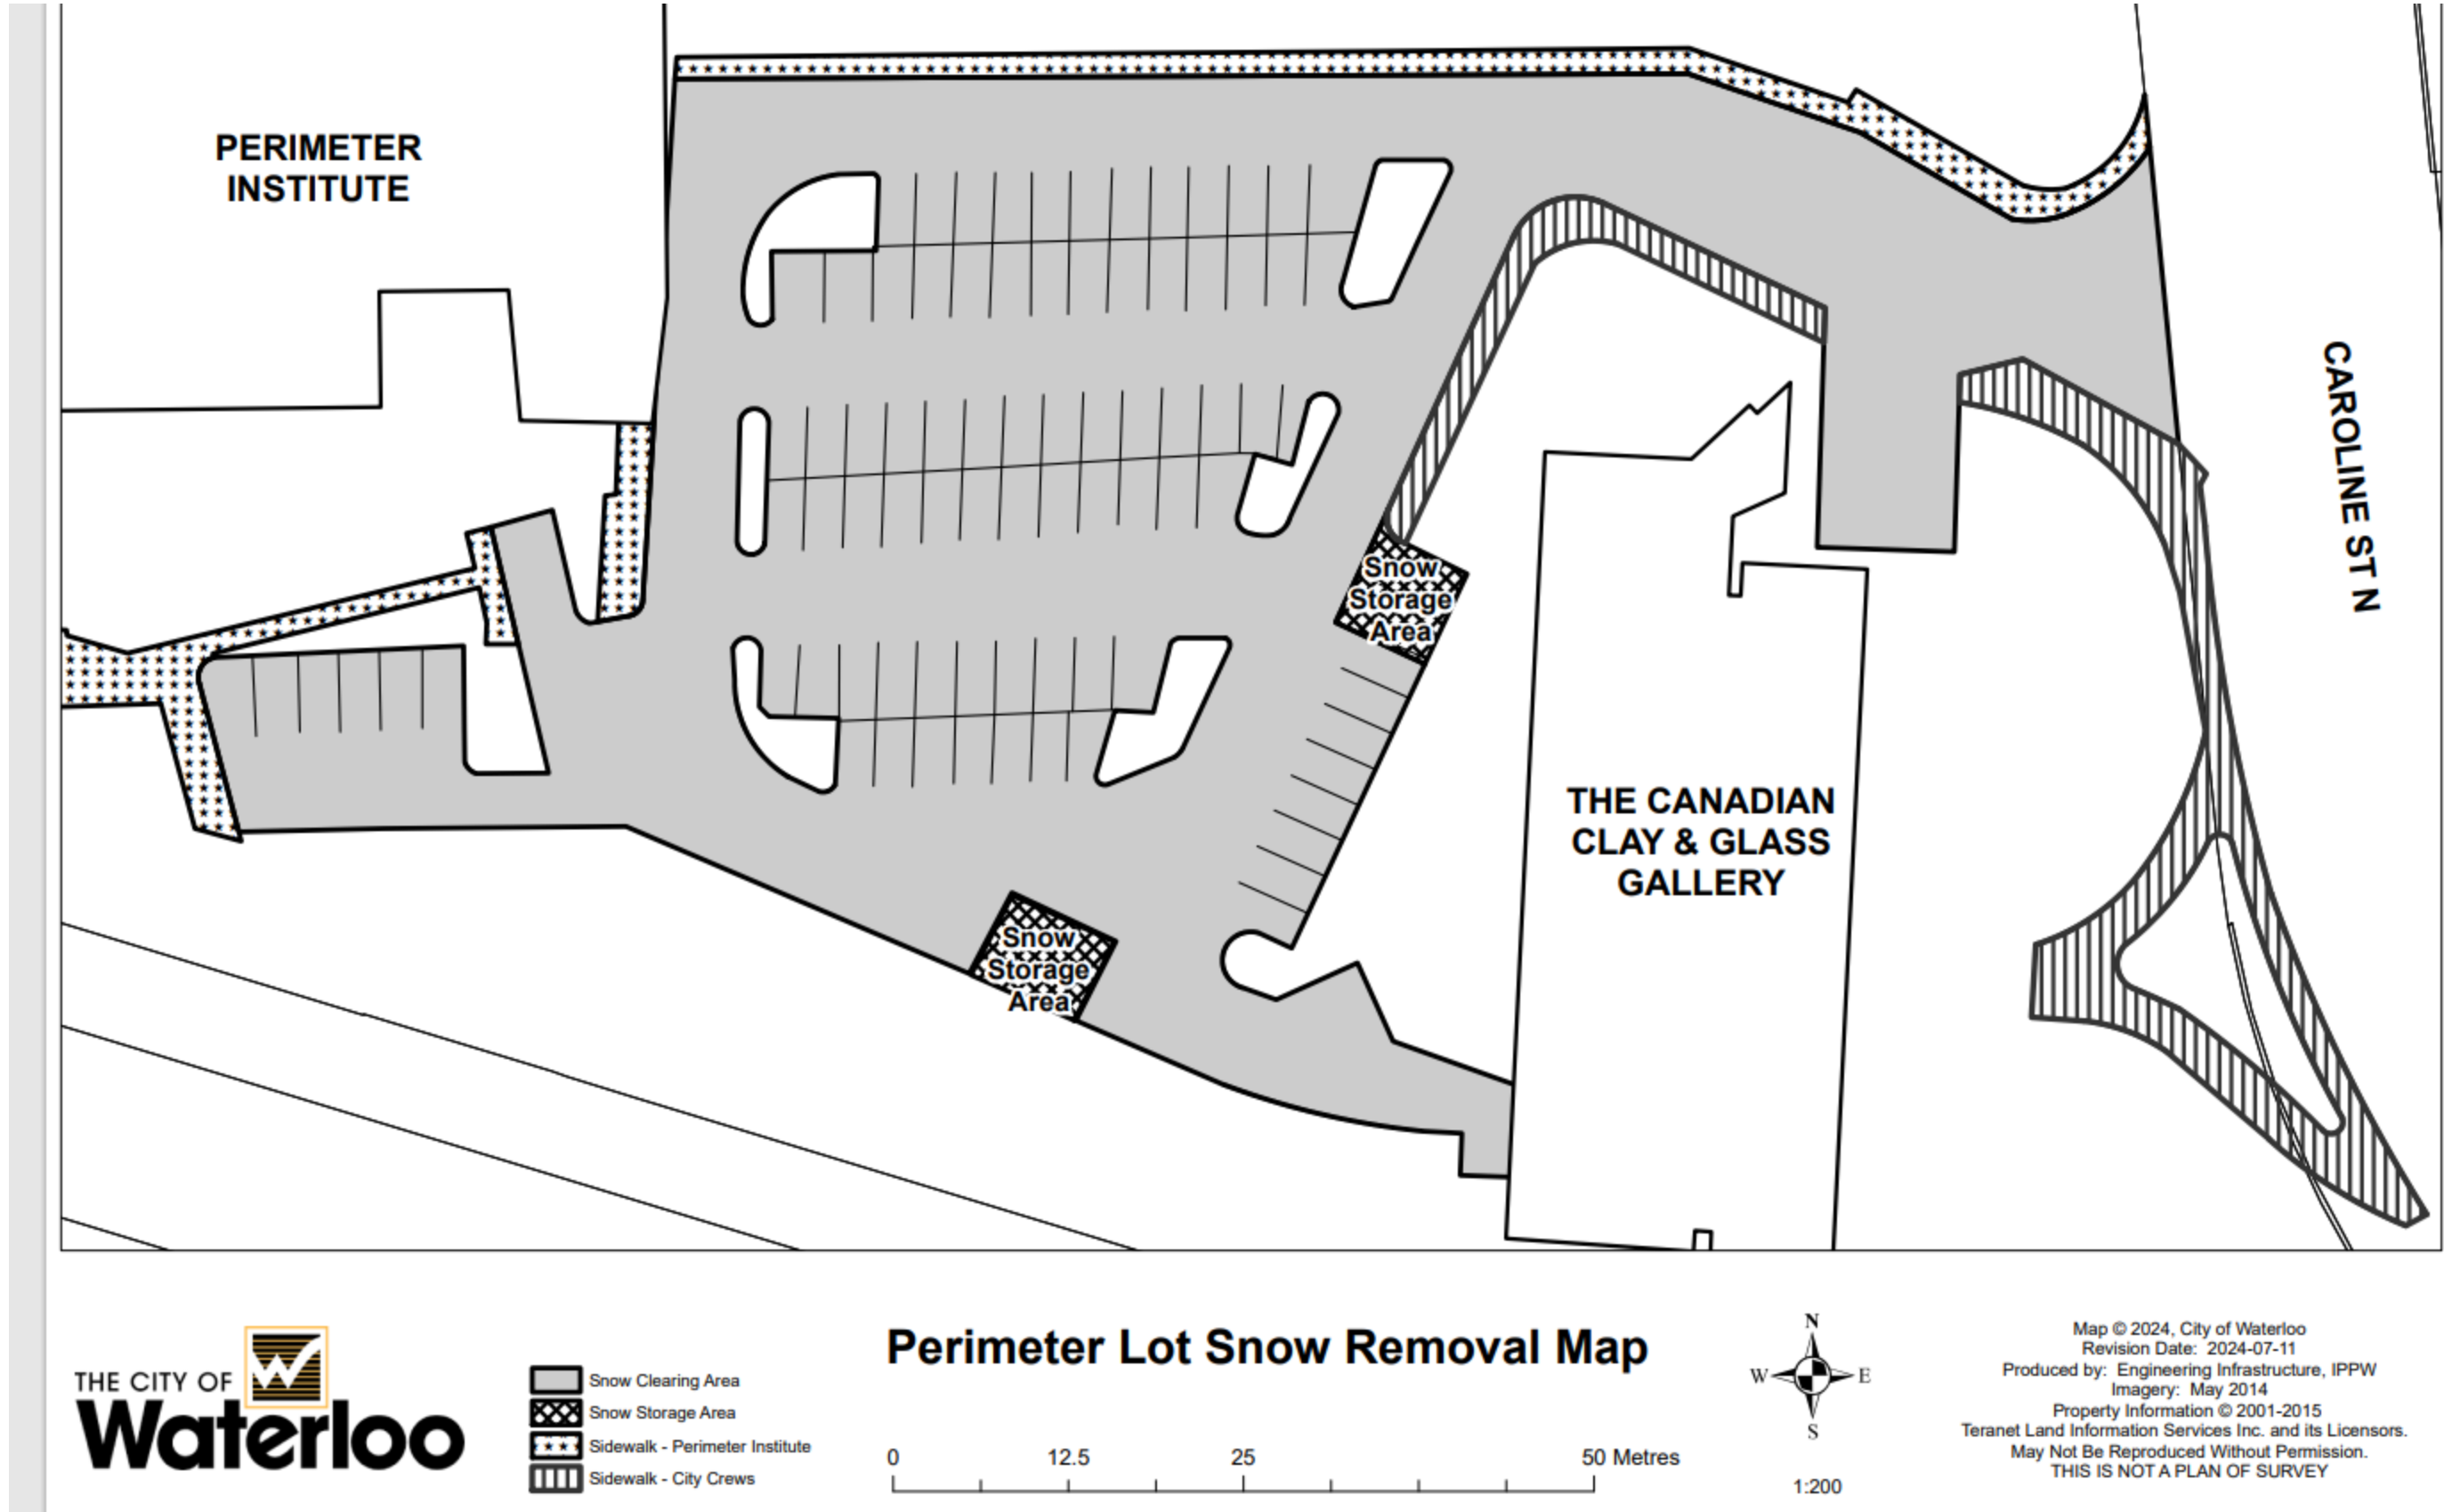 PERIMETER
INSTITUTE
CAROLINE ST N
Snow
Storage
Area
THE CANADIAN
CLAY & GLASS
GALLERY
Snow
Storage
Area
THE CITY OF
Waterloo
Snow Clearing Area
Snow Storage Area
Sidewalk - Perimeter Institute
Sidewalk - City Crews
Perimeter Lot Snow Removal Map
0 12.5 25 50 Metres
N
W E
S
1:200
Map © 2024, City of Waterloo
Revision Date: 2024-07-11
Produced by: Engineering Infrastructure, IPPW
Imagery: May 2014
Property Information © 2001-2015
Teranet Land Information Services Inc. and its Licensors.
May Not Be Reproduced Without Permission.
THIS IS NOT A PLAN OF SURVEY